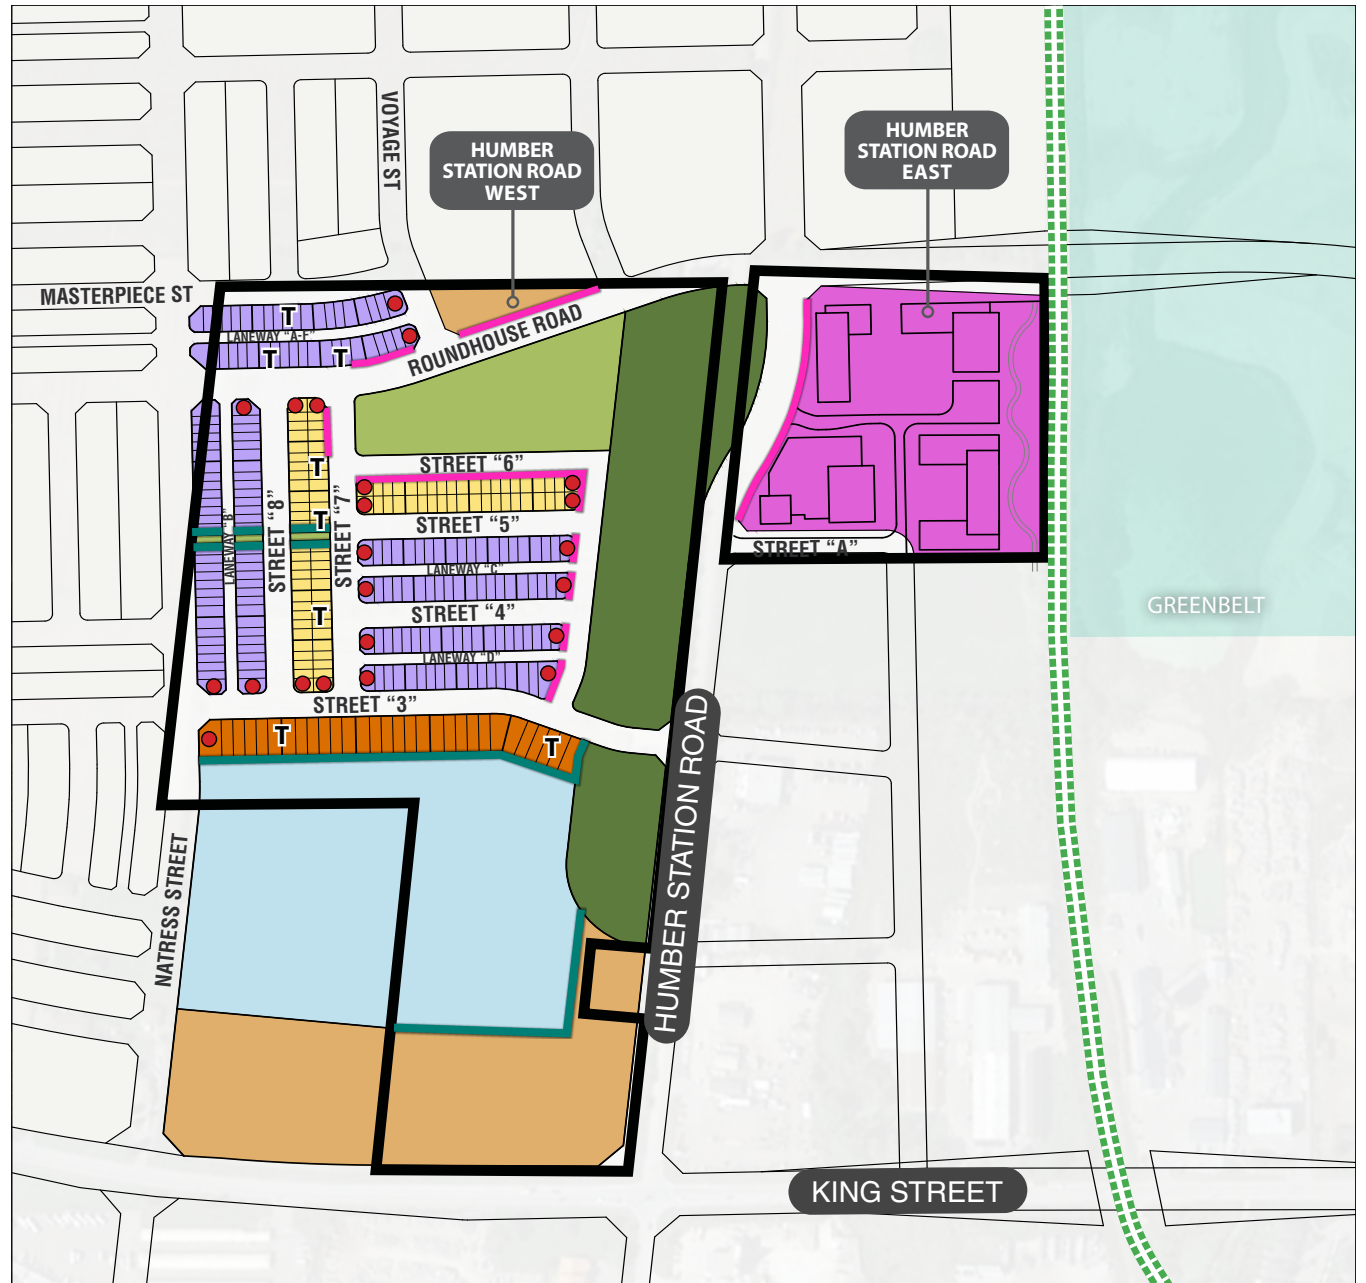 VOYAGE ST
HUMBER
STATION ROAD
WEST
HUMBER
STATION ROAD
EAST
MASTERPIECE ST
T
LANEWAY "A-F"
T
T
ROUNDHOUSE ROAD
STREET "6"
T
STREET "5"
T
LANEWAY "B"
STREET "8"
STREET "7"
STREET "A"
LANEWAY "C"
STREET "4"
T
GREENBELT
LANEWAY "D"
STREET "3"
T
T
HUMBER STATION ROAD
NATRESS STREET
KING STREET